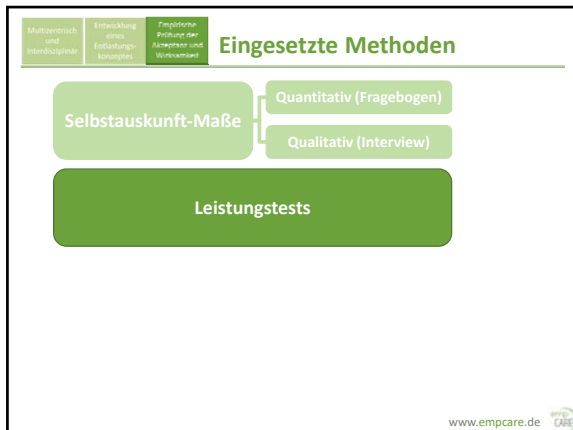 Multizentrisch
und
interdisziplinär
Entwicklung
eines
Entlastungs-
konzeptes
Empirische
Prüfung der
Akzeptanz und
Wirksamkeit
Eingesetzte Methoden
Selbstauskunft-Maße
Quantitativ (Fragebogen)
Qualitativ (Interview)
Leistungstests
www.empcare.de
CARE